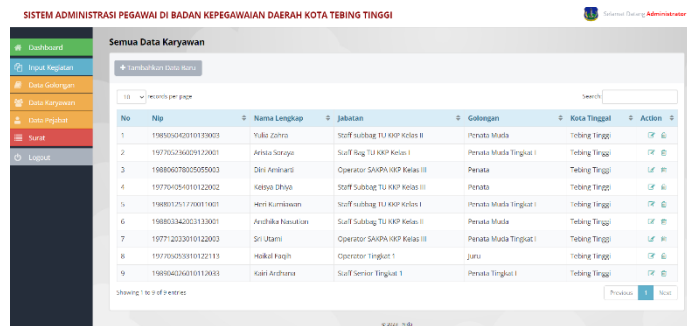 SISTEM ADMINISTRASI PEGAWAI DI BADAN KEPEGAWAIAN DAERAH KOTA TEBING TINGGI
Selamat Datang Administrator
Dashboard
Input Kegiatan
Data Golongan
Data Karyawan
Data Pejabat
Surat
Logout
Semua Data Karyawan
Tambahkan Data Baru
10 records per page
Search:
No Nip Nama Lengkap Jabatan Golongan Kota Tinggal Action
1 198505042010133003 Yulia Zahra Staff subbag TU KKP Kelas II Penata Muda Tebing Tinggi
2 197705236009122001 Arista Soraya Staff Bag TU KKP Kelas I Penata Muda Tingkat I Tebing Tinggi
3 198806078005055003 Dini Aminarti Operator SAKPA KKP Kelas III Penata Tebing Tinggi
4 197704054010122002 Keisya Dhiya Staff Subbag TU KKP Kelas III Penata Tebing Tinggi
5 198801251770011001 Heri Kurniawan Staff subbag TU KKP Kelas I Penata Muda Tingkat I Tebing Tinggi
6 198803342003133001 Andhika Nasution Staff Subbag TU KKP Kelas II Penata Muda Tebing Tinggi
7 197712033010122003 Sri Utami Operator SAKPA KKP Kelas III Penata Muda Tingkat I Tebing Tinggi
8 197705059310122113 Haikal Faqih Operator Tingkat 1 Juru Tebing Tinggi
9 198904026010112033 Kairi Ardhana Staff Senior Tingkat 1 Penata Tingkat I Tebing Tinggi
Showing 1 to 9 of 9 entries
Previous 1 Next